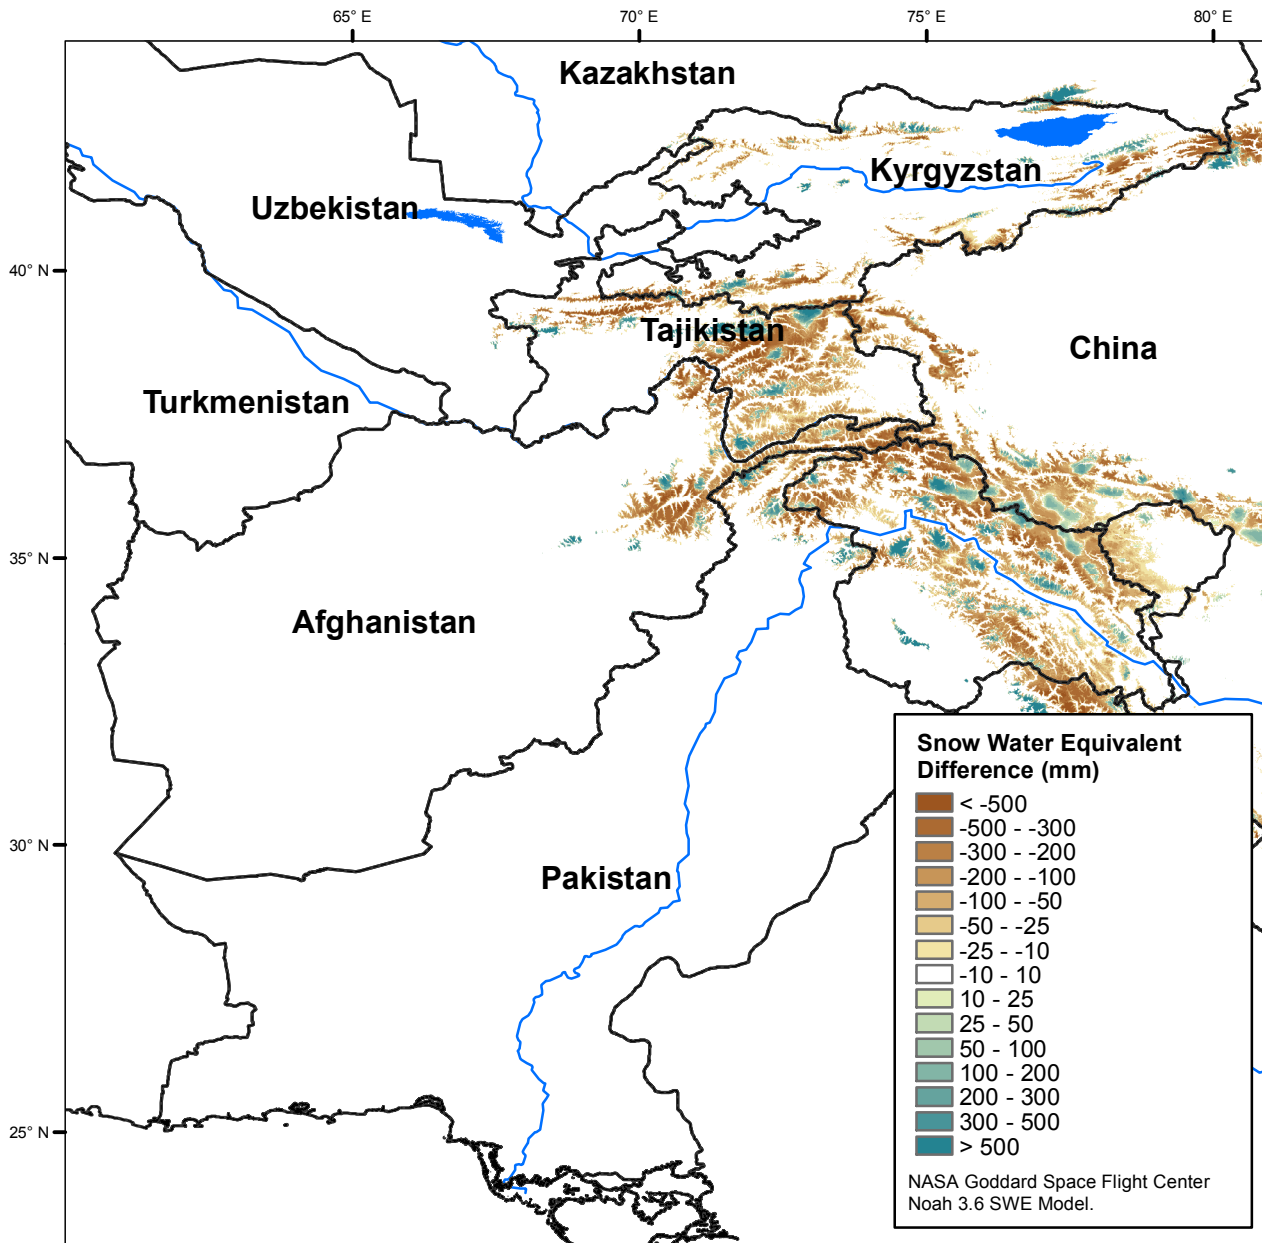 65° E
70° E
75° E
80° E
Kazakhstan
Kyrgyzstan
Uzbekistan
40° N
Tajikistan
China
Turkmenistan
35° N
Afghanistan
Snow Water Equivalent
Difference (mm)
< -500
-500 - -300
-300 - -200
-200 - -100
-100 - -50
-50 - -25
-25 - -10
-10 - 10
10 - 25
25 - 50
50 - 100
100 - 200
200 - 300
300 - 500
> 500
NASA Goddard Space Flight Center
Noah 3.6 SWE Model.
30° N
Pakistan
25° N